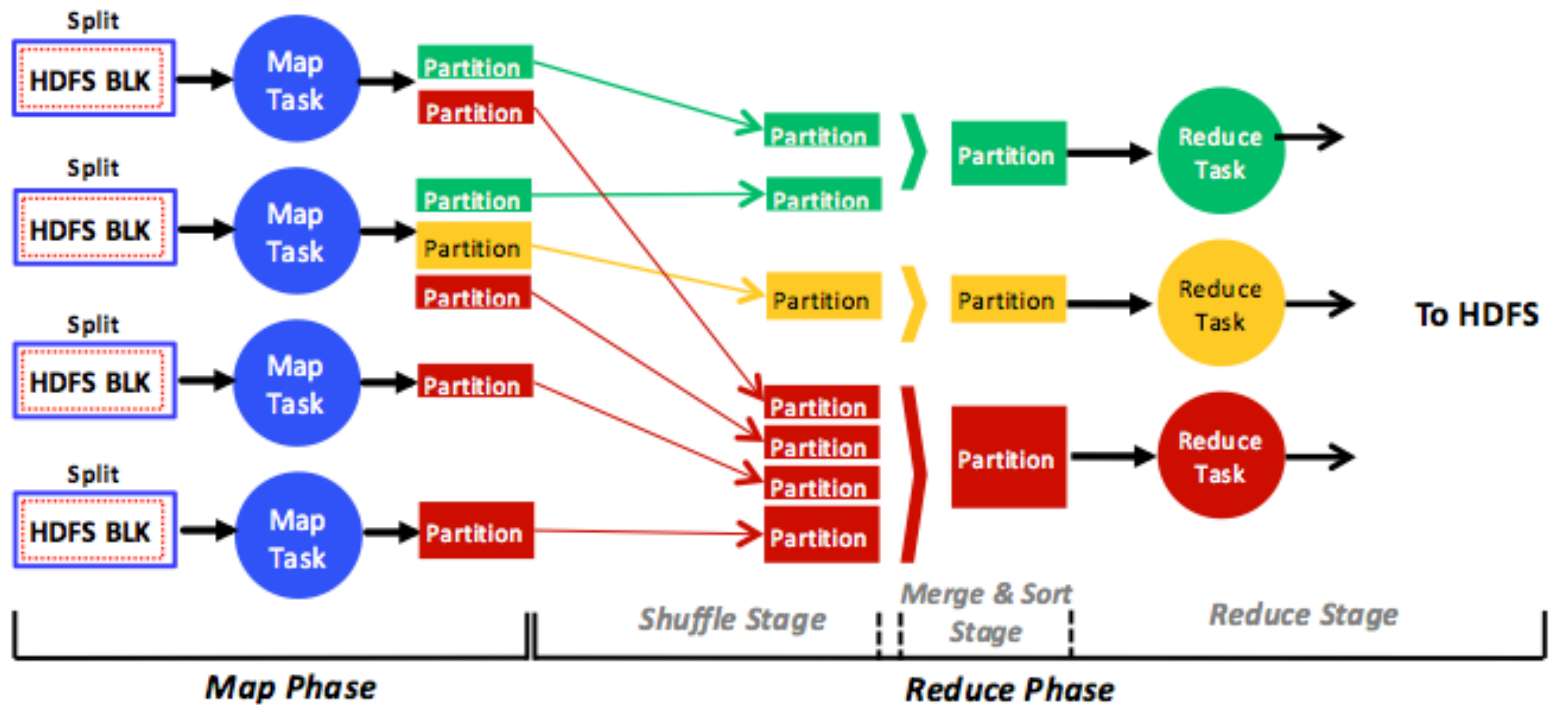 Split
HDFS BLK
Map
Task
Partition
Partition
Split
HDFS BLK
Map
Task
Partition
Partition
Partition
Split
HDFS BLK
Map
Task
Partition
Split
HDFS BLK
Map
Task
Partition
Partition
Partition
Partition
Partition
Partition
Partition
Partition
Partition
Partition
Partition
Reduce
Task
Reduce
Task
Reduce
Task
To HDFS
Shuffle Stage
Merge & Sort
Stage
Reduce Stage
Map Phase
Reduce Phase